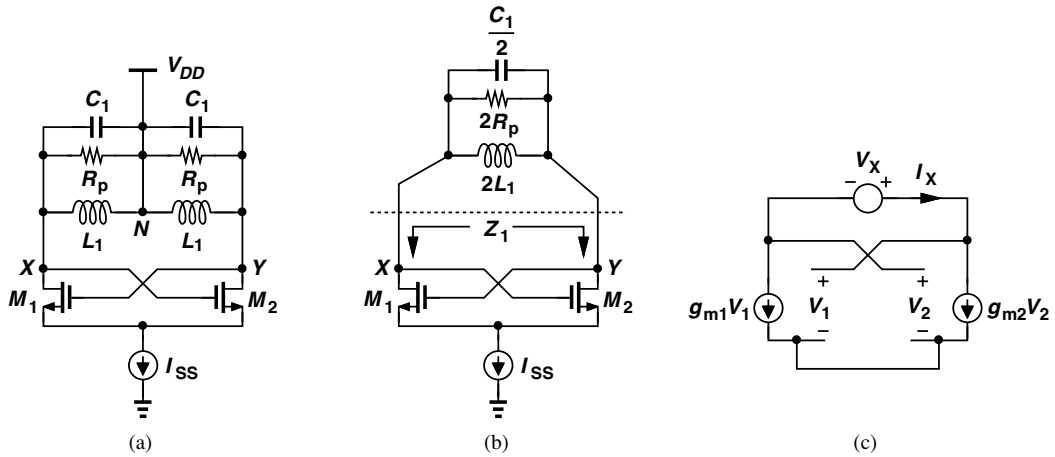 V_DD
C_1 C_1
R_p R_p
N
L_1 L_1
X Y
M_1 M_2
I_SS
(a)
C_1
2
2R_p
2L_1
Z_1
X Y
M_1 M_2
I_SS
(b)
V_X
− +
I_X
+ +
g_m1V_1 V_1 V_2 g_m2V_2
− −
(c)